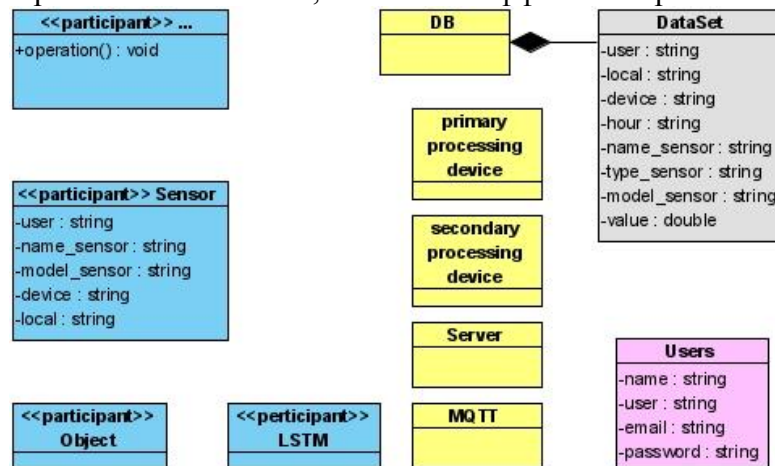 <<participant>> ...
+operation() : void
DB
DataSet
-user : string
-local : string
-device : string
-hour : string
-name_sensor : string
-type_sensor : string
-model_sensor : string
-value : double
primary
processing
device
<<participant>> Sensor
-user : string
-name_sensor : string
-model_sensor : string
-device : string
-local : string
secondary
processing
device
Server
Users
-name : string
-user : string
-email : string
-password : string
<<participant>>
Object
<<perticipant>>
LSTM
MQTT